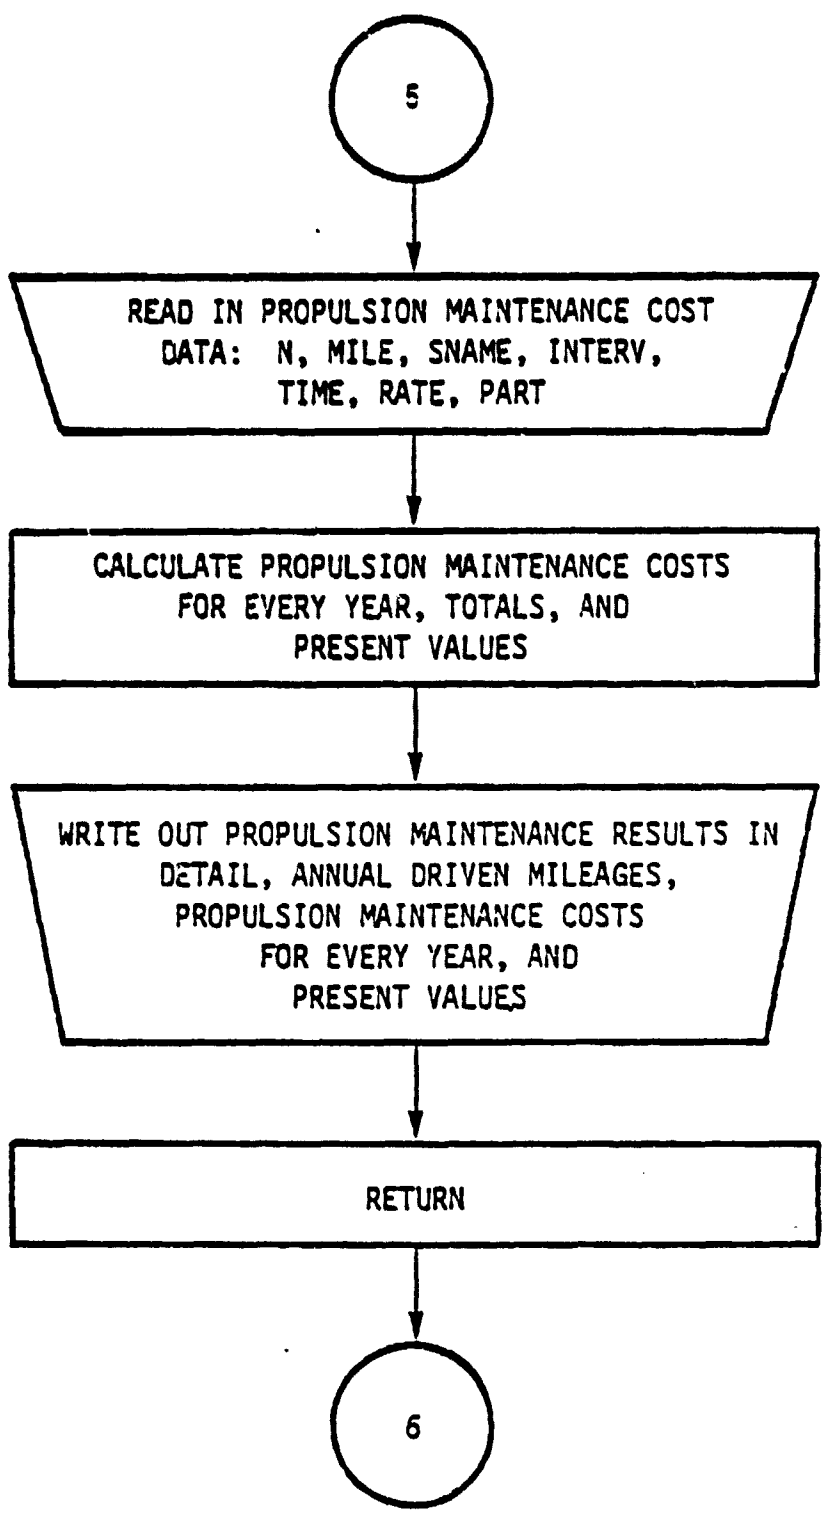 5
READ IN PROPULSION MAINTENANCE COST
DATA: N, MILE, SNAME, INTERV,
TIME, RATE, PART
CALCULATE PROPULSION MAINTENANCE COSTS
FOR EVERY YEAR, TOTALS, AND
PRESENT VALUES
WRITE OUT PROPULSION MAINTENANCE RESULTS IN
DETAIL, ANNUAL DRIVEN MILEAGES,
PROPULSION MAINTENANCE COSTS
FOR EVERY YEAR, AND
PRESENT VALUES
RETURN
6